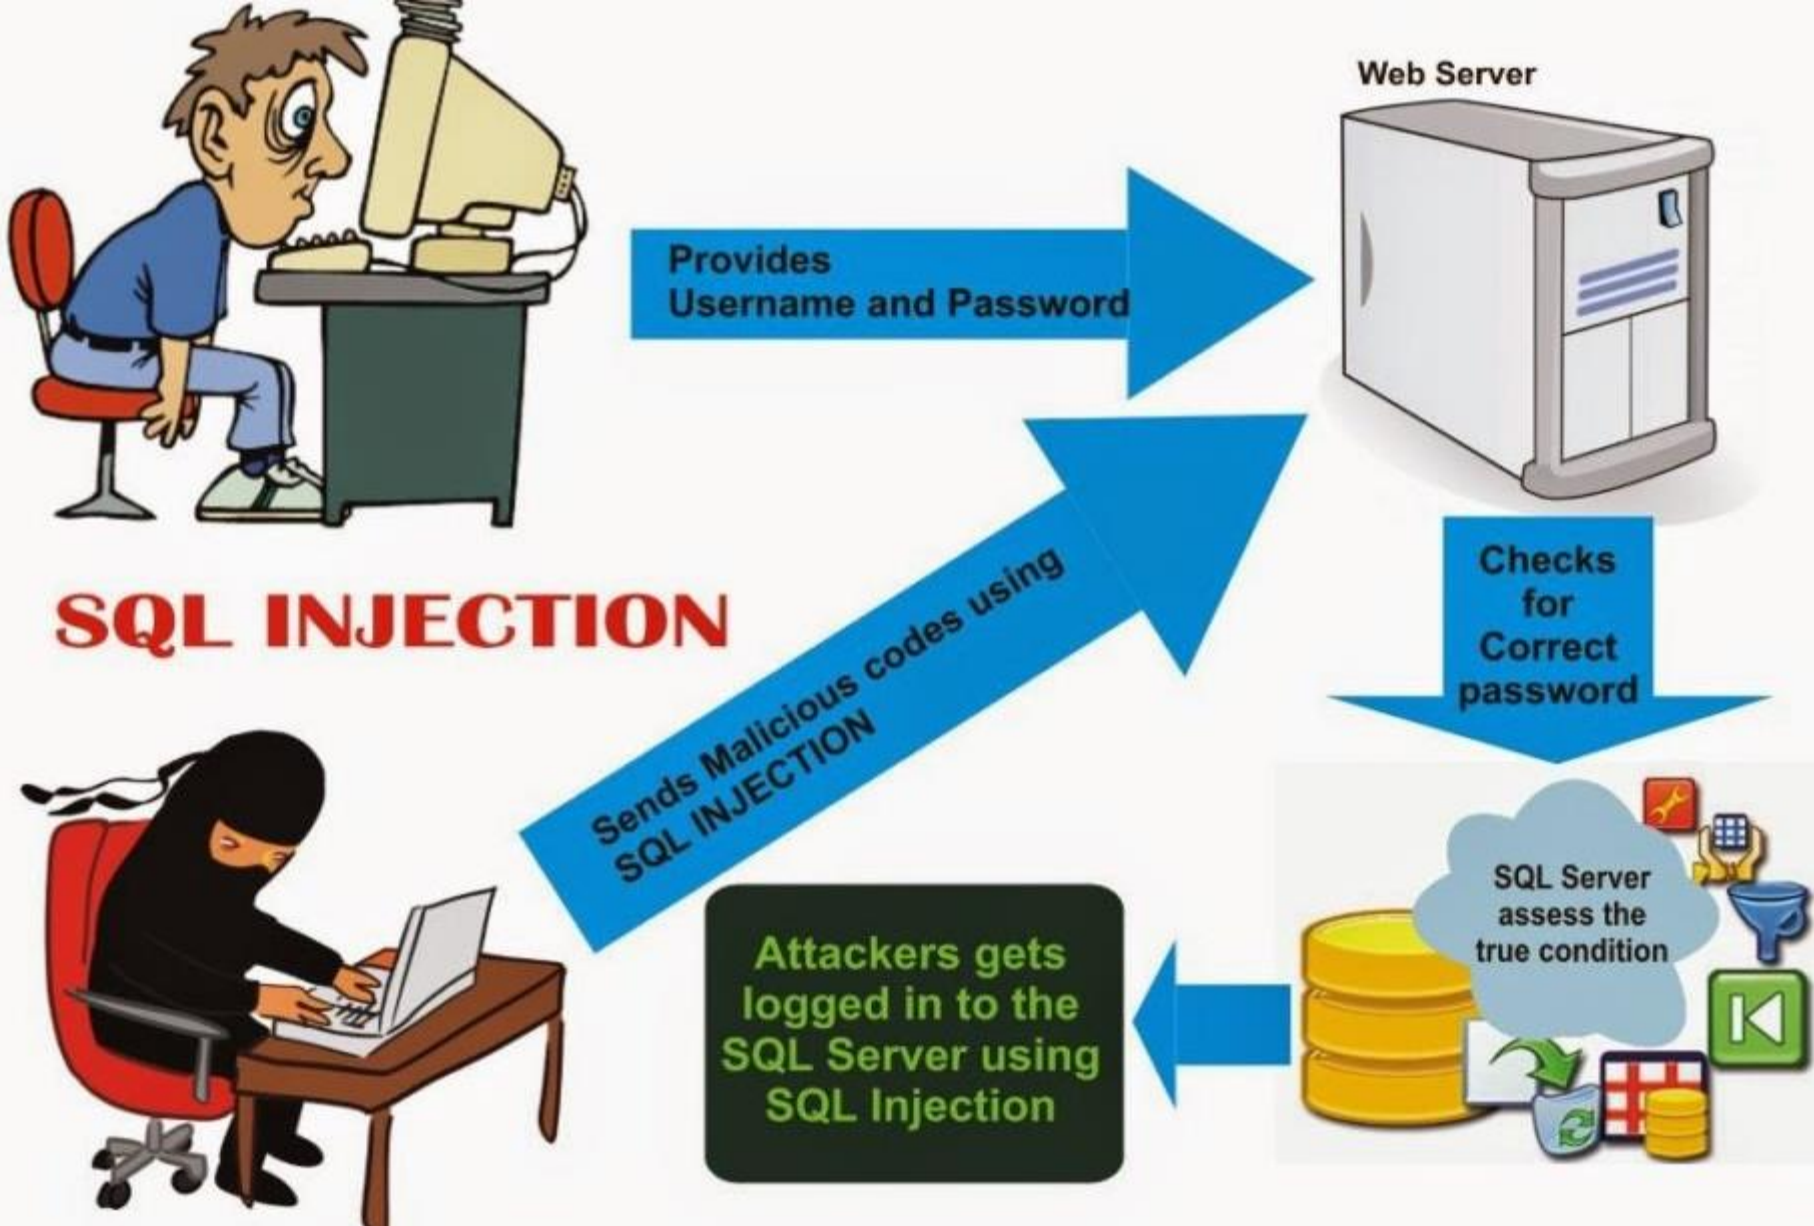 Web Server
Provides
Username and Password
SQL INJECTION
Sends Malicious codes using
SQL INJECTION
Checks
for
Correct
password
SQL Server
assess the
true condition
Attackers gets
logged in to the
SQL Server using
SQL Injection